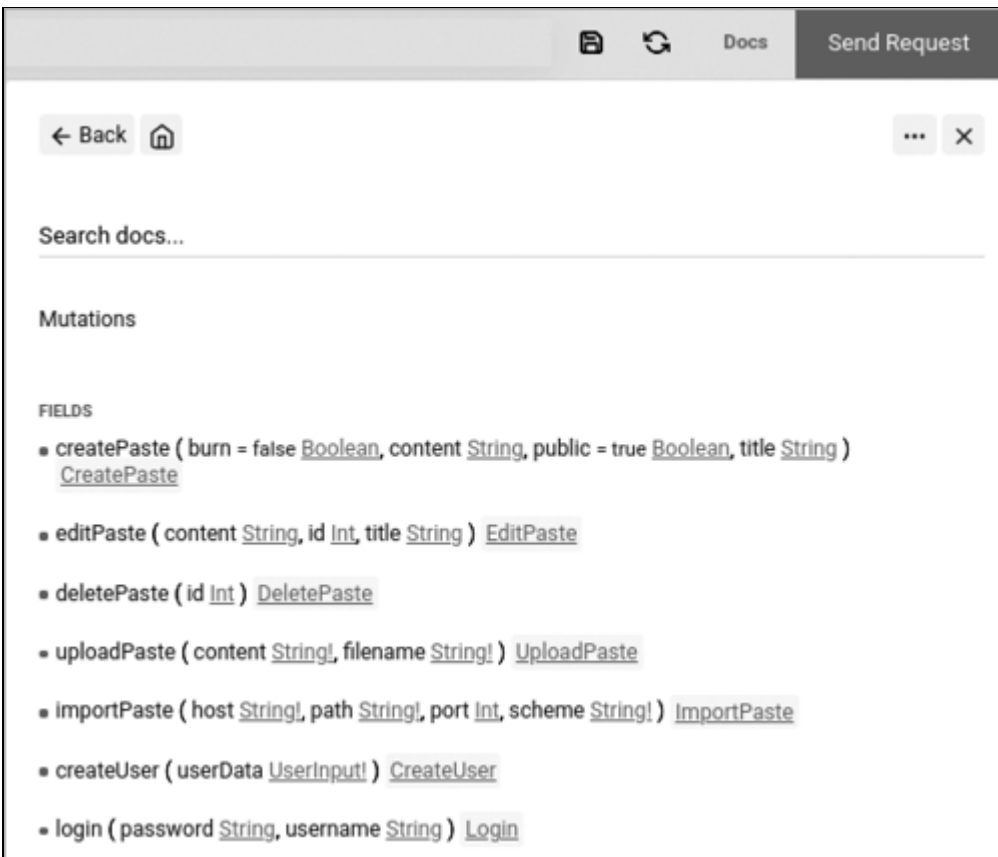 Docs Send Request
← Back
Search docs...
Mutations
FIELDS
createPaste ( burn = false Boolean, content String, public = true Boolean, title String )
CreatePaste
editPaste ( content String, id Int, title String ) EditPaste
deletePaste ( id Int ) DeletePaste
uploadPaste ( content String!, filename String! ) UploadPaste
importPaste ( host String!, path String!, port Int, scheme String! ) ImportPaste
createUser ( userData UserInput! ) CreateUser
login ( password String, username String ) Login